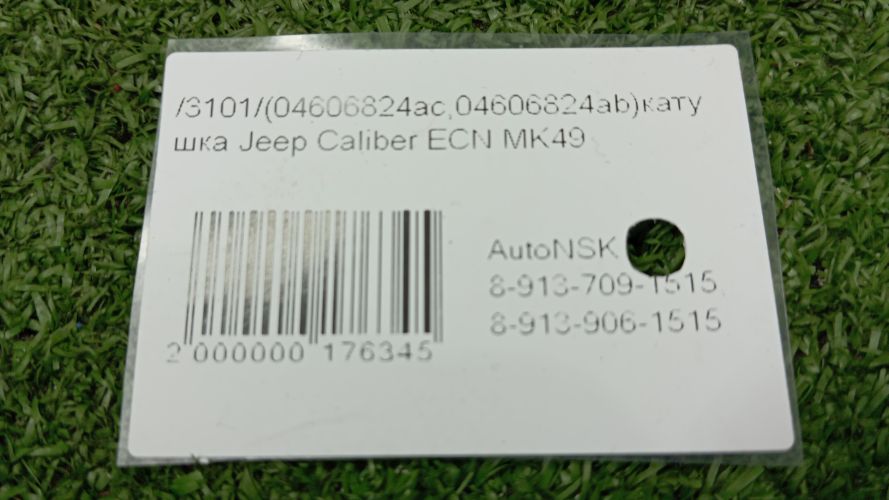 /3101/(04606824ac,04606824ab)кату
шка Jeep Caliber ECN MK49
AutoNSK
8-913-709-1515
8-913-906-1515
2 000000 176345